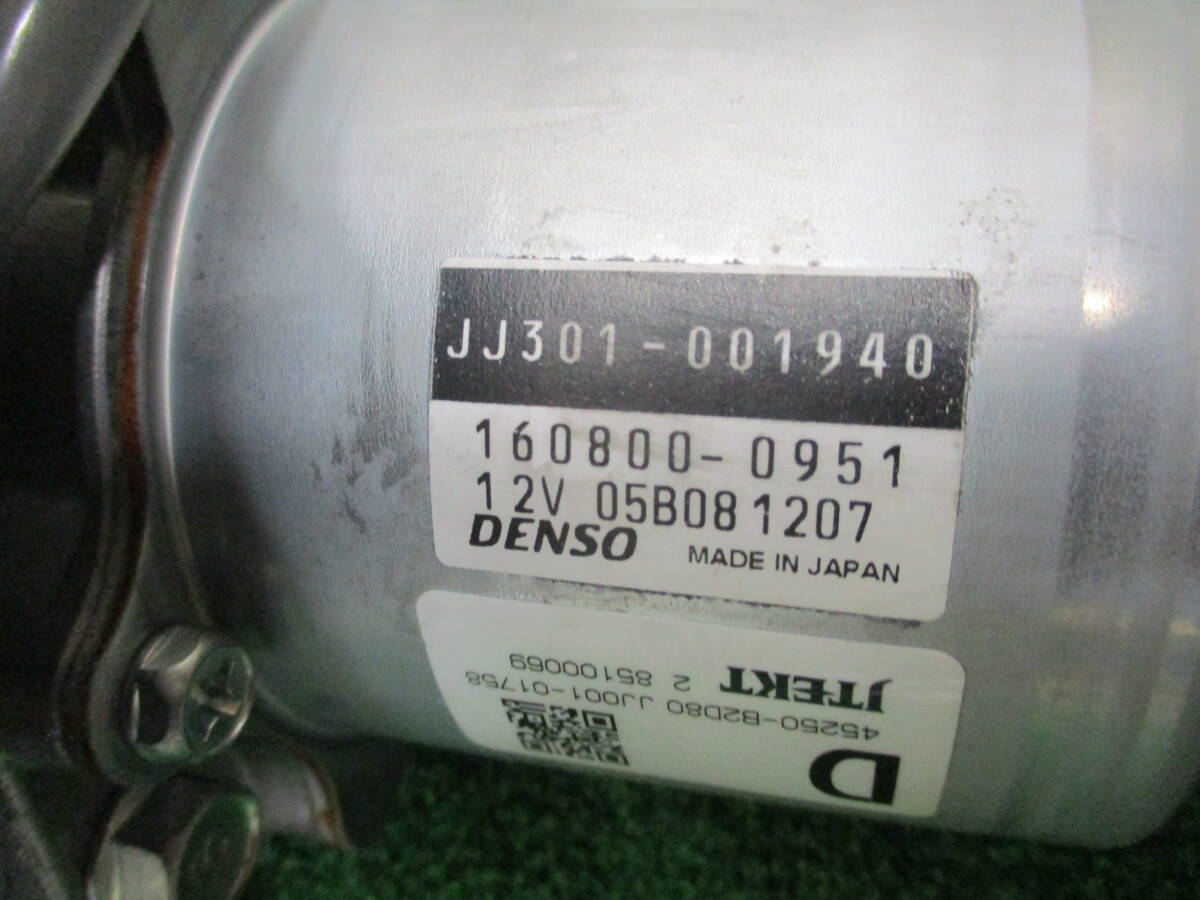 JJ301-001940
160800-0951
12V 05B081207
DENSO MADE IN JAPAN
D
45250-B2D80 JJ001-01758
JTEKT 2 85100069